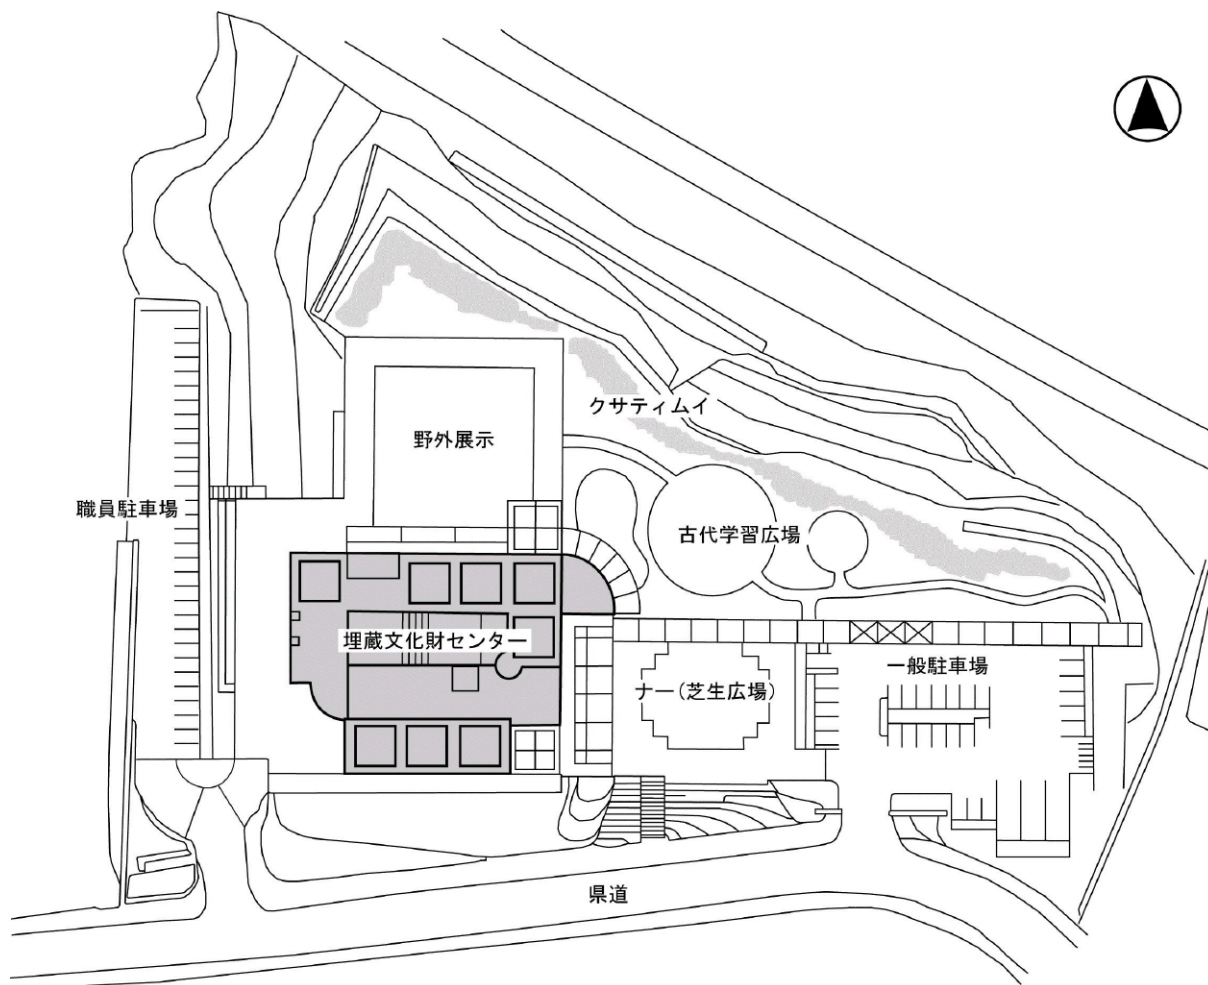 クサティムイ
野外展示
職員駐車場
古代学習広場
埋蔵文化財センター
一般駐車場
ナー(芝生広場)
県道